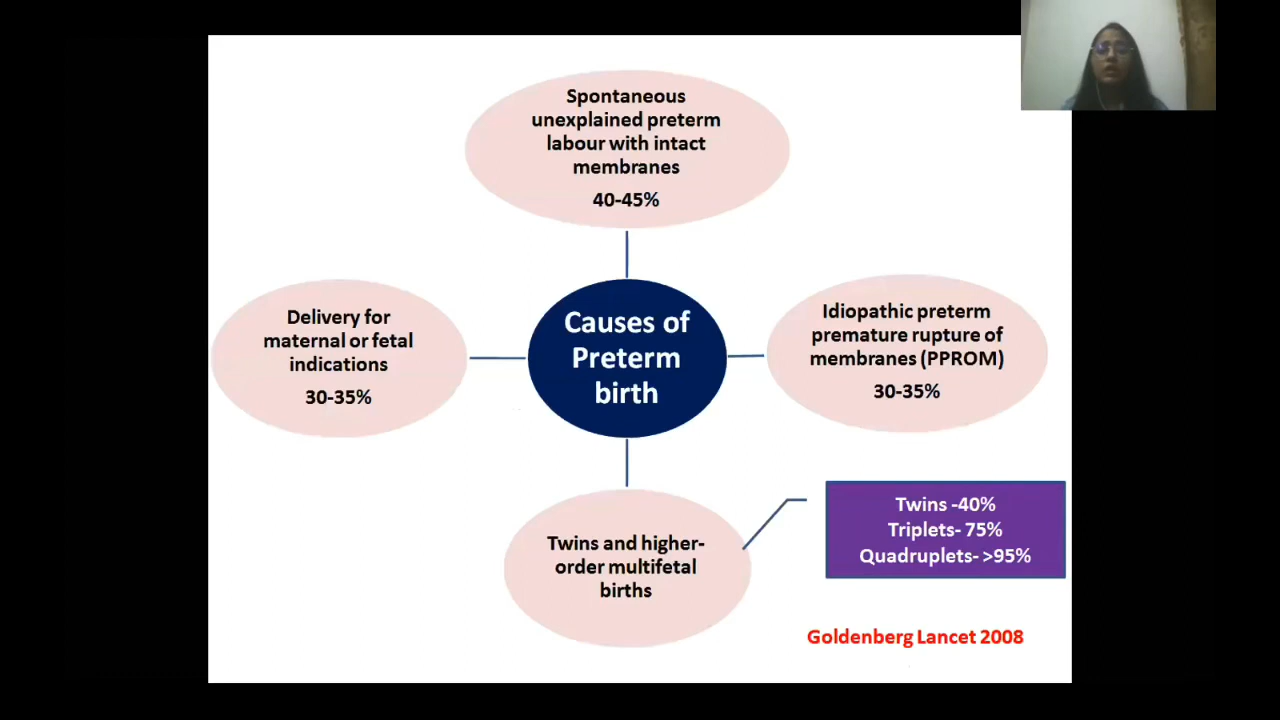 Spontaneous
unexplained preterm
labour with intact
membranes
40-45%
Delivery for
maternal or fetal
indications
30-35%
Causes of
Preterm
birth
Idiopathic preterm
premature rupture of
membranes (PPROM)
30-35%
Twins and higher-
order multifetal
births
Twins -40%
Triplets- 75%
Quadruplets- >95%
Goldenberg Lancet 2008